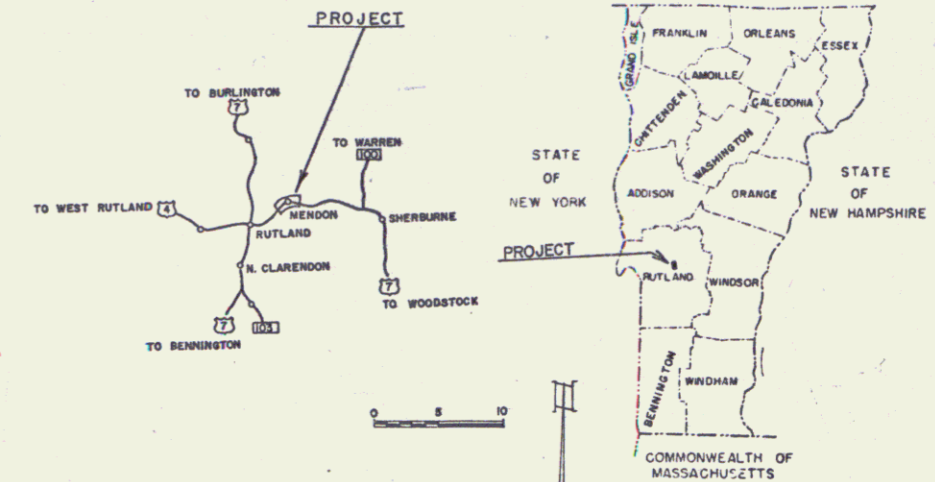 PROJECT
TO BURLINGTON
7
TO WARREN
100
TO WEST RUTLAND
4
MENDON
SHERBURNE
RUTLAND
N. CLARENDON
7
TO WOODSTOCK
7
103
TO BENNINGTON
0 5 10
GRAND ISLE
FRANKLIN
ORLEANS
ESSEX
LAMOILLE
CHITTENDEN
CALEDONIA
WASHINGTON
STATE
OF
NEW YORK
ADDISON
ORANGE
STATE
OF
NEW HAMPSHIRE
PROJECT
RUTLAND
WINDSOR
BENNINGTON
WINDHAM
COMMONWEALTH OF
MASSACHUSETTS